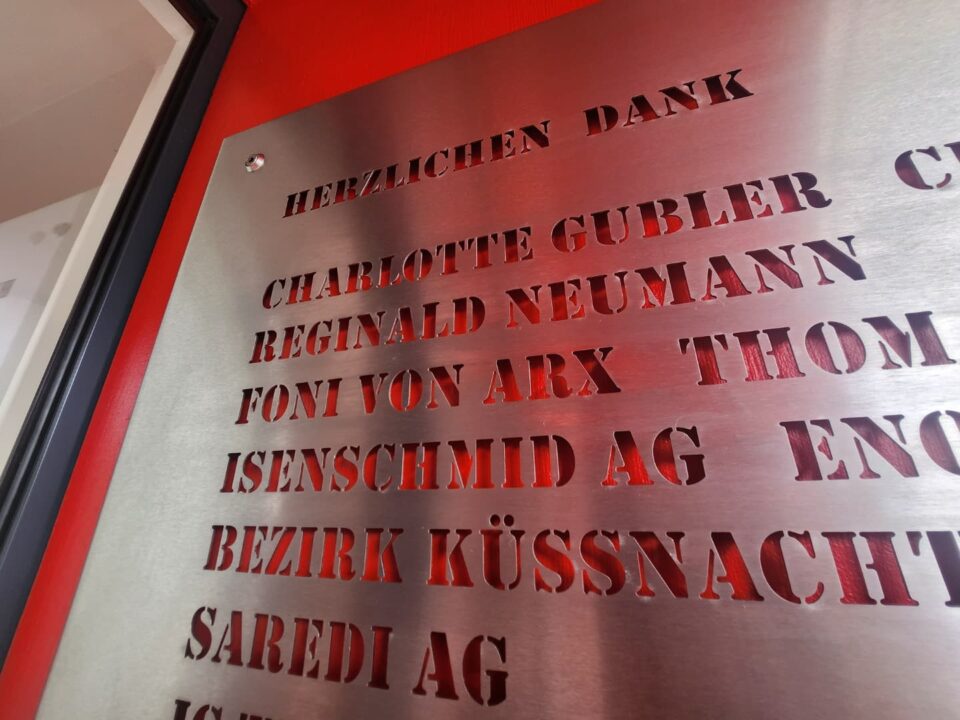 HERZLICHEN DANK
CHARLOTTE GUBLER
REGINALD NEUMANN
FONI VON ARX
ISENSCHMID AG
BEZIRK KÜSSNACHT
SAREDI AG